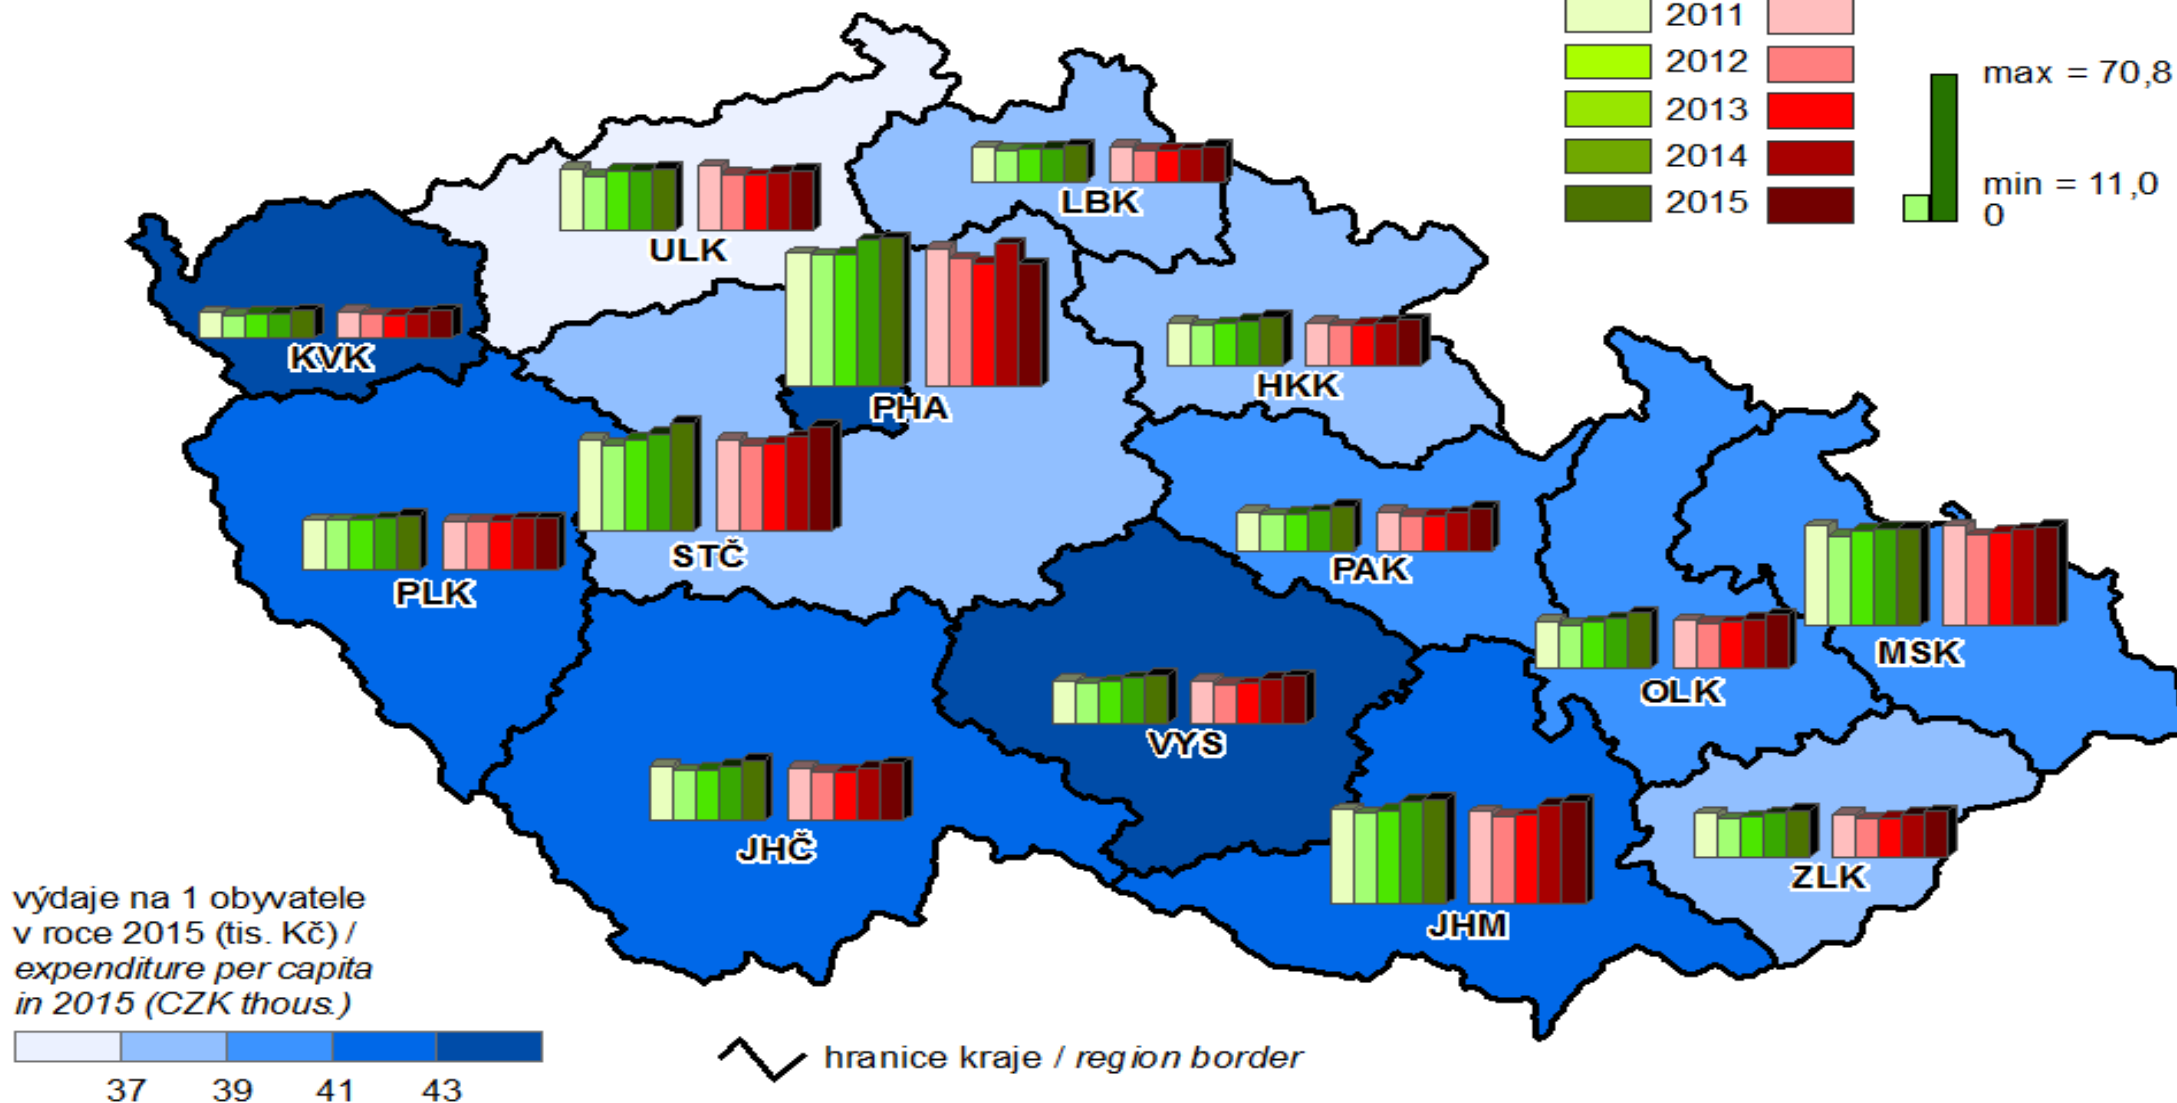 2011
2012
2013
2014
2015
max = 70,8
min = 11,0
0
LBK
ULK
KVK
HKK
PHA
STČ
PLK
PAK
MSK
OLK
VYS
JHČ
ZLK
JHM
výdaje na 1 obyvatele
v roce 2015 (tis. Kč) /
expenditure per capita
in 2015 (CZK thous.)
37 39 41 43
hranice kraje / region border